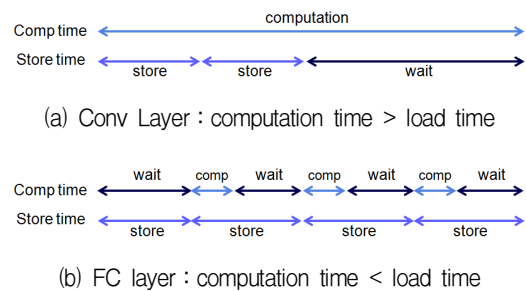 computation
Comp time
Store time
store store wait
(a) Conv Layer : computation time > load time
wait comp wait comp wait comp wait
Comp time
Store time
store store store store
(b) FC layer : computation time < load time